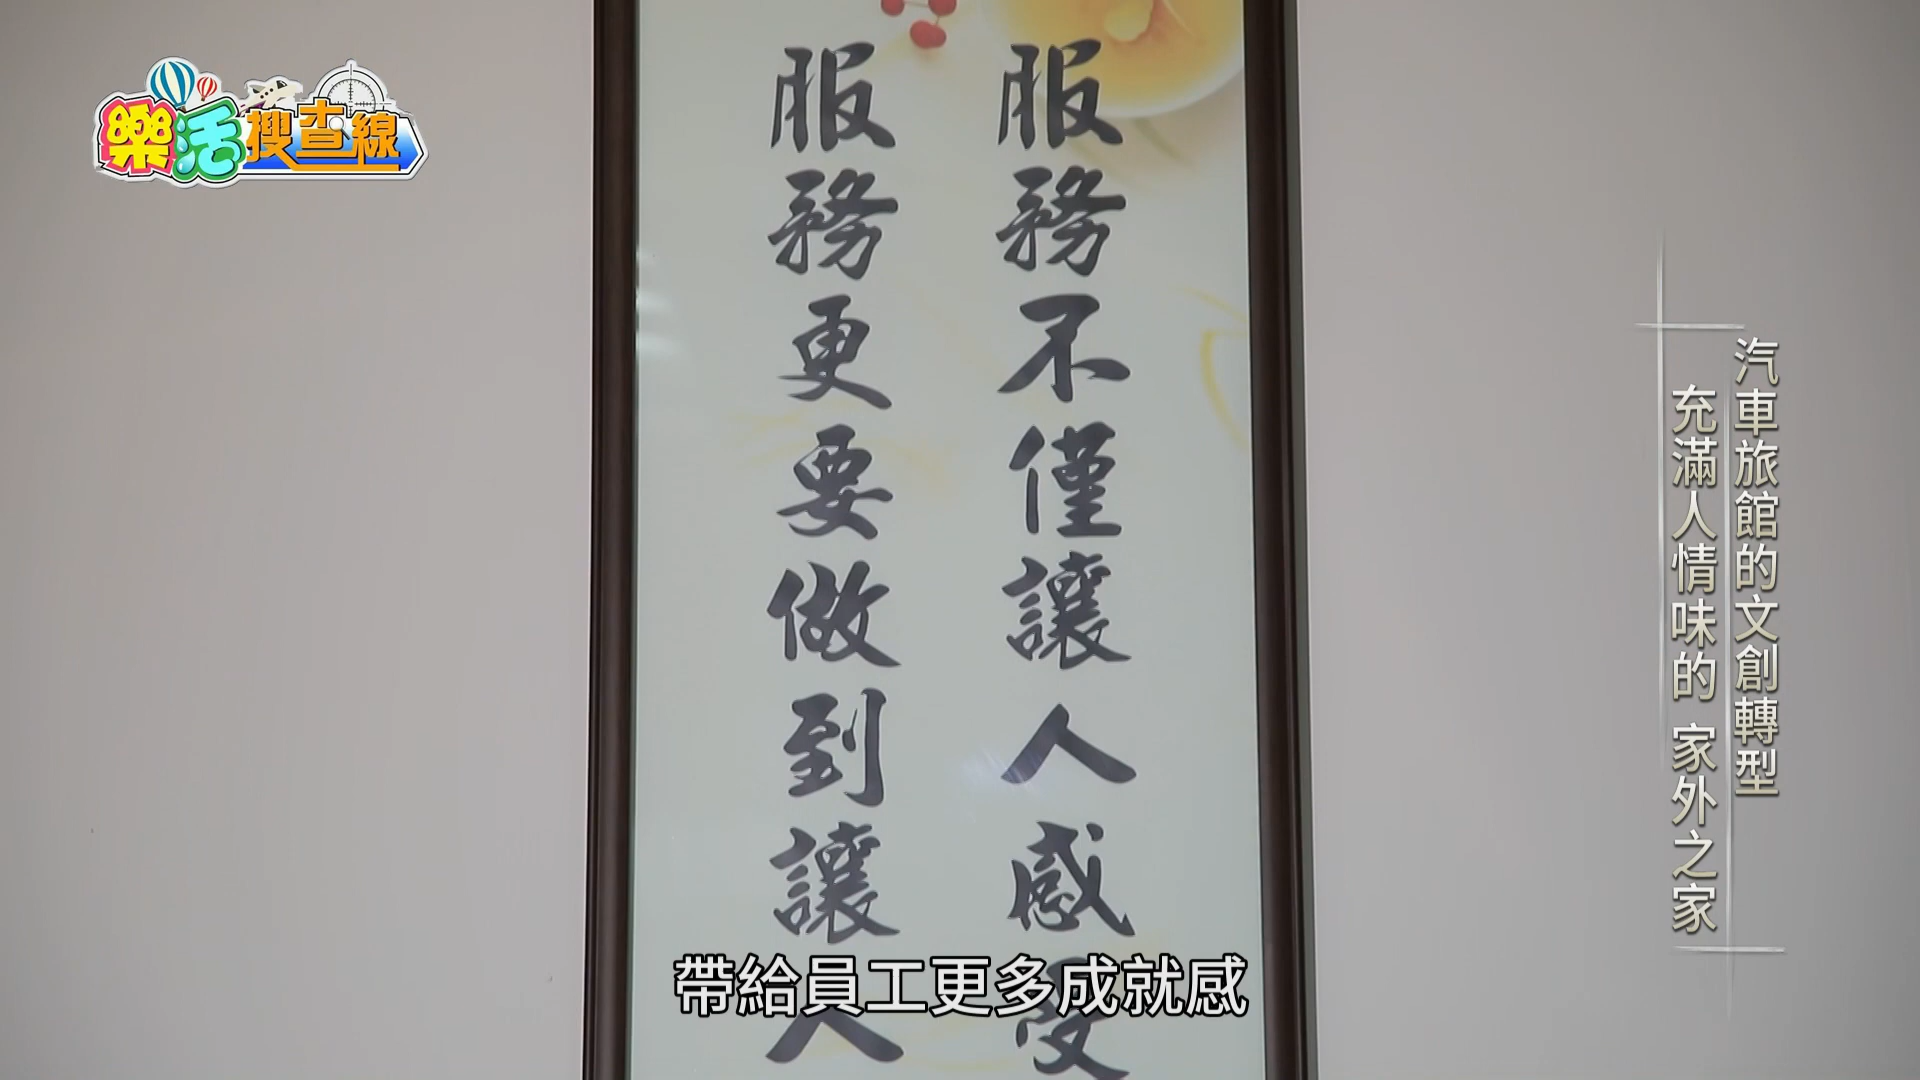 樂活搜查線
服務不僅讓人感受
服務更要做到讓人
汽車旅館的文創轉型
充滿人情味的 家外之家
帶給員工更多成就感